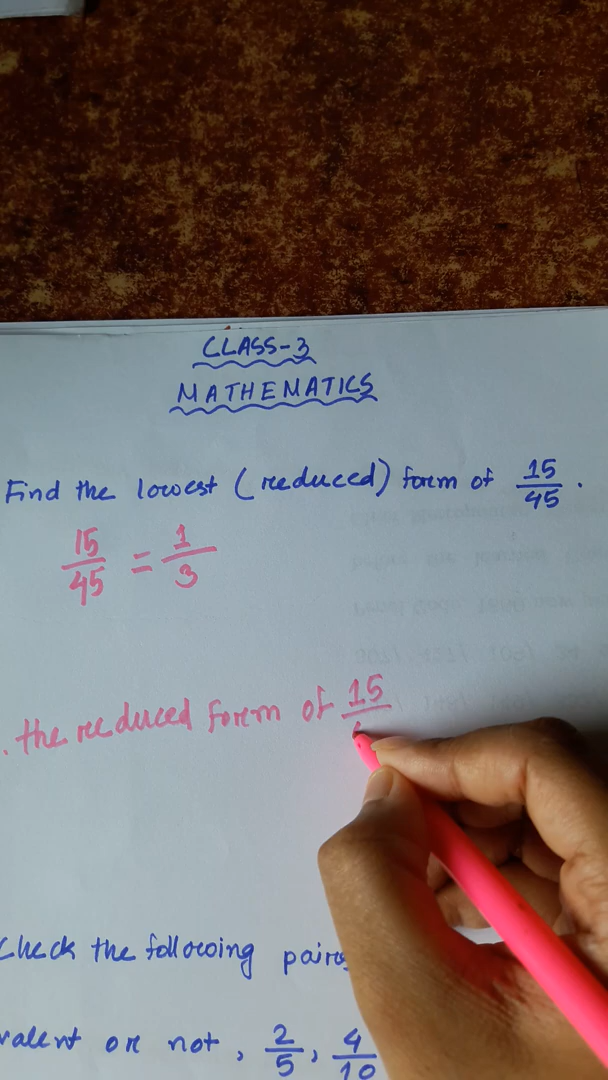 CLASS-3
MATHEMATICS
Find the lowest (reduced) form of 15/45.
15/45 = 1/3
. the reduced form of 15/
Check the following pairs
valent or not, 2/5, 4/10